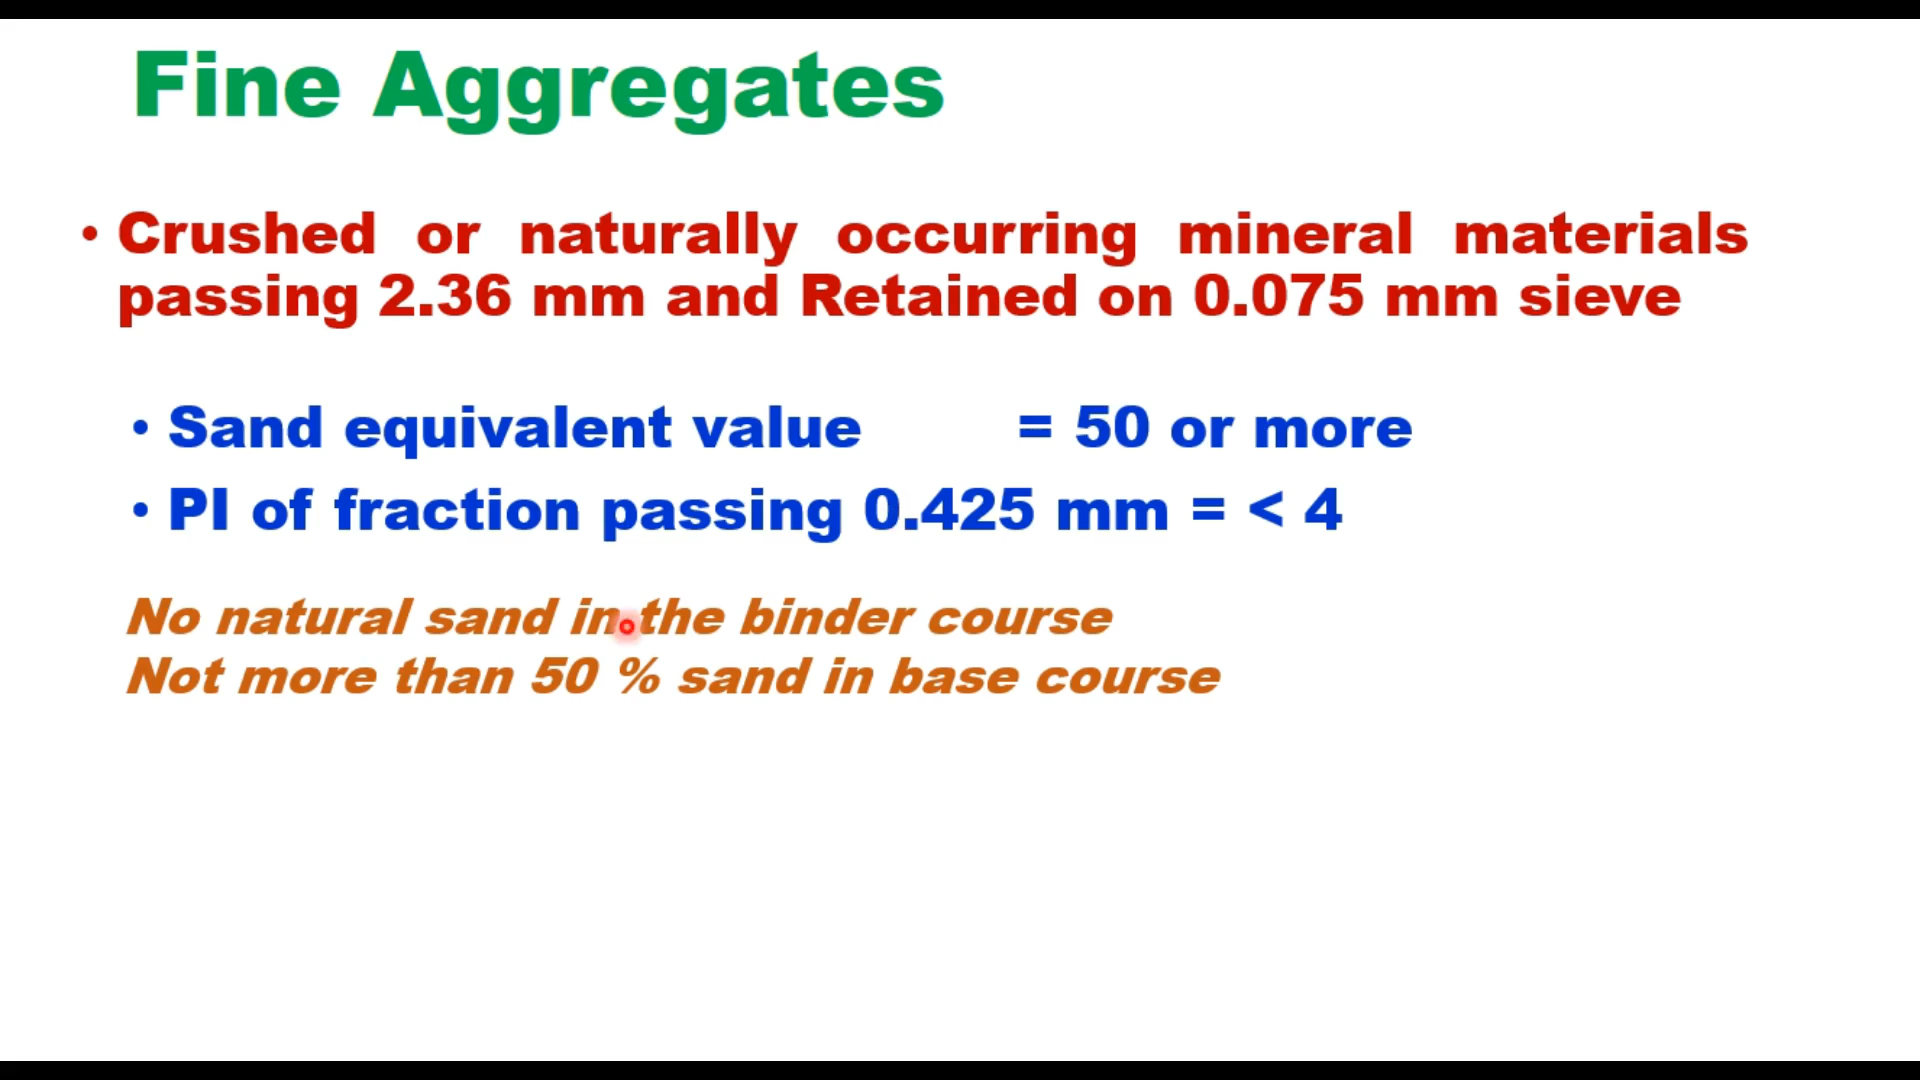 Fine Aggregates
• Crushed or naturally occurring mineral materials
passing 2.36 mm and Retained on 0.075 mm sieve
• Sand equivalent value = 50 or more
• PI of fraction passing 0.425 mm = < 4
No natural sand in the binder course
Not more than 50 % sand in base course